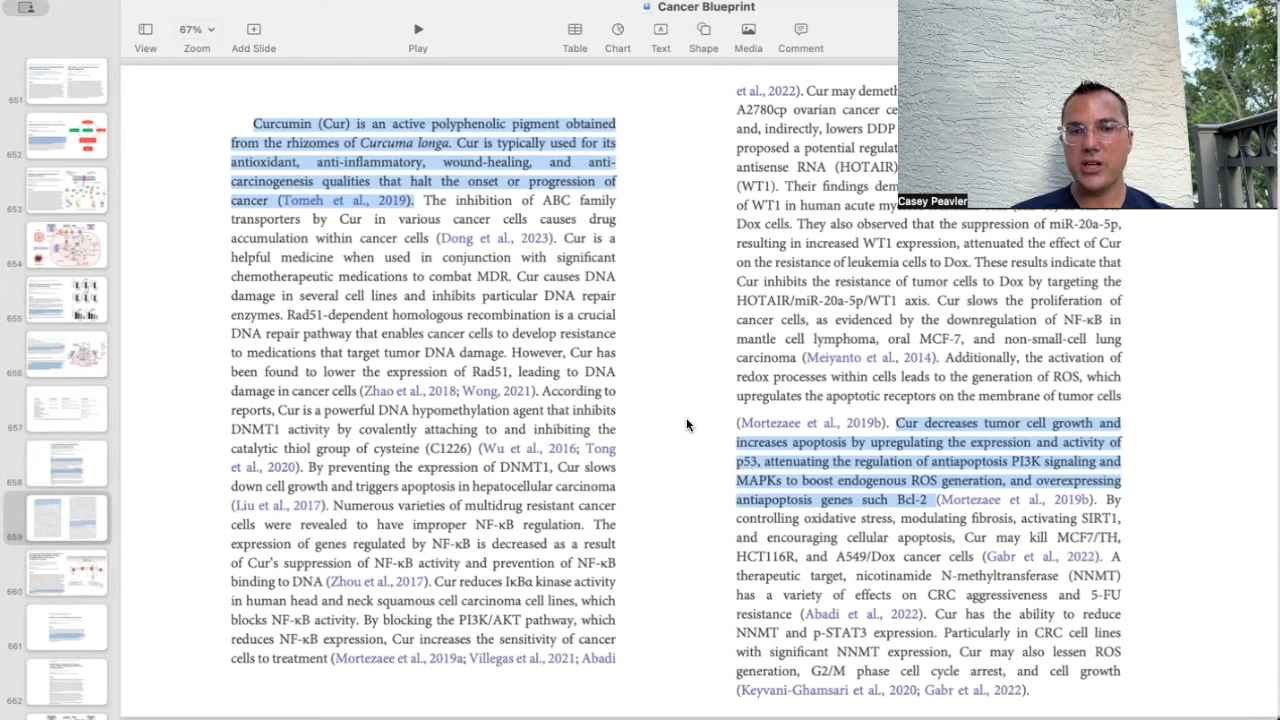 Cancer Blueprint
67%
View
Zoom
Add Slide
Play
Table
Chart
Text
Shape
Media
Comment
651
652
653
654
655
656
657
658
659
660
661
662
Curcumin (Cur) is an active polyphenolic pigment obtained
from the rhizomes of Curcuma longa. Cur is typically used for its
antioxidant, anti-inflammatory, wound-healing, and anti-
carcinogenesis qualities that halt the onset or progression of
cancer (Tomeh et al., 2019). The inhibition of ABC family
transporters by Cur in various cancer cells causes drug
accumulation within cancer cells (Dong et al., 2023). Cur is a
helpful medicine when used in conjunction with significant
chemotherapeutic medications to combat MDR. Cur causes DNA
damage in several cell lines and inhibits particular DNA repair
enzymes. Rad51-dependent homologous recombination is a crucial
DNA repair pathway that enables cancer cells to develop resistance
to medications that target tumor DNA damage. However, Cur has
been found to lower the expression of Rad51, leading to DNA
damage in cancer cells (Zhao et al., 2018; Wong, 2021). According to
reports, Cur is a powerful DNA hypomethylation agent that inhibits
DNMT1 activity by covalently attaching to and inhibiting the
catalytic thiol group of cysteine (C1226) et al., 2016; Tong
et al., 2020). By preventing the expression of DNMT1, Cur slows
down cell growth and triggers apoptosis in hepatocellular carcinoma
(Liu et al., 2017). Numerous varieties of multidrug resistant cancer
cells were revealed to have improper NF-κB regulation. The
expression of genes regulated by NF-κB is decreased as a result
of Cur's suppression of NF-κB activity and prevention of NF-κB
binding to DNA (Zhou et al., 2017). Cur reduces IκBα kinase activity
in human head and neck squamous cell carcinoma cell lines, which
blocks NF-κB activity. By blocking the PI3K/AKT pathway, which
reduces NF-κB expression, Cur increases the sensitivity of cancer
cells to treatment (Mortezaee et al., 2019a; Villegas et al., 2021; Abadi
et al., 2022). Cur may demeth
A2780cp ovarian cancer ce
and, indirectly, lowers DDP
proposed a potential regulat
antisense RNA (HOTAIR)
(WT1). Their findings dem
of WT1 in human acute my
Dox cells. They also observed that the suppression of miR-20a-5p,
resulting in increased WT1 expression, attenuated the effect of Cur
on the resistance of leukemia cells to Dox. These results indicate that
Cur inhibits the resistance of tumor cells to Dox by targeting the
HOTAIR/miR-20a-5p/WT1 axis. Cur slows the proliferation of
cancer cells, as evidenced by the downregulation of NF-κB in
mantle cell lymphoma, oral MCF-7, and non-small-cell lung
carcinoma (Meiyanto et al., 2014). Additionally, the activation of
redox processes within cells leads to the generation of ROS, which
upregulates the apoptotic receptors on the membrane of tumor cells
(Mortezaee et al., 2019b). Cur decreases tumor cell growth and
increases apoptosis by upregulating the expression and activity of
p53, attenuating the regulation of antiapoptosis PI3K signaling and
MAPKs to boost endogenous ROS generation, and overexpressing
antiapoptosis genes such Bcl-2 (Mortezaee et al., 2019b). By
controlling oxidative stress, modulating fibrosis, activating SIRT1,
and encouraging cellular apoptosis, Cur may kill MCF7/TH,
HCT116R, and A549/Dox cancer cells (Gabr et al., 2022). A
therapeutic target, nicotinamide N-methyltransferase (NNMT)
has a variety of effects on CRC aggressiveness and 5-FU
resistance (Abadi et al., 2022). Cur has the ability to reduce
NNMT and p-STAT3 expression. Particularly in CRC cell lines
with significant NNMT expression, Cur may also lessen ROS
generation, G2/M phase cell cycle arrest, and cell growth
(Keyvani-Ghamsari et al., 2020; Gabr et al., 2022).
Casey Peavler